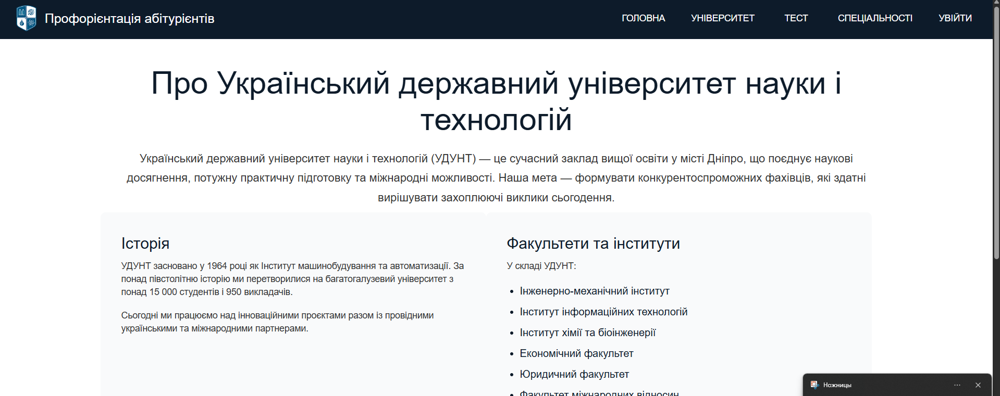 Профорієнтація абітурієнтів
ГОЛОВНА
УНІВЕРСИТЕТ
ТЕСТ
СПЕЦІАЛЬНОСТІ
УВІЙТИ
Про Український державний університет науки і
технологій
Український державний університет науки і технологій (УДУНТ) — це сучасний заклад вищої освіти у місті Дніпро, що поєднує наукові
досягнення, потужну практичну підготовку та міжнародні можливості. Наша мета — формувати конкурентоспроможних фахівців, які здатні
вирішувати захоплюючі виклики сьогодення.
Історія
УДУНТ засновано у 1964 році як Інститут машинобудування та автоматизації. За
понад півстолітню історію ми перетворилися на багатогалузевий університет з
понад 15 000 студентів і 950 викладачів.
Сьогодні ми працюємо над інноваційними проєктами разом із провідними
українськими та міжнародними партнерами.
Факультети та інститути
У складі УДУНТ:
• Інженерно-механічний інститут
• Інститут інформаційних технологій
• Інститут хімії та біоінженерії
• Економічний факультет
• Юридичний факультет
• Факультет міжнародних відносин
Ножницы